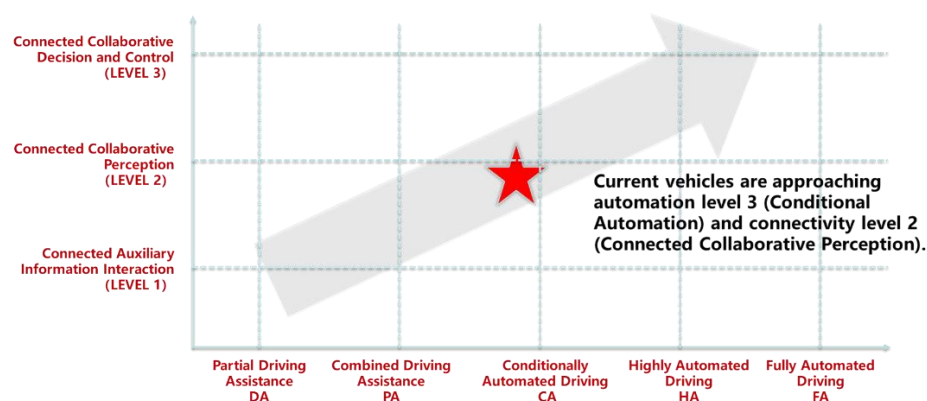 Connected Collaborative
Decision and Control
(LEVEL 3)
Connected Collaborative
Perception
(LEVEL 2)
Current vehicles are approaching
automation level 3 (Conditional
Automation) and connectivity level 2
(Connected Collaborative Perception).
Connected Auxiliary
Information Interaction
(LEVEL 1)
Partial Driving
Assistance
DA
Combined Driving
Assistance
PA
Conditionally
Automated Driving
CA
Highly Automated
Driving
HA
Fully Automated
Driving
FA